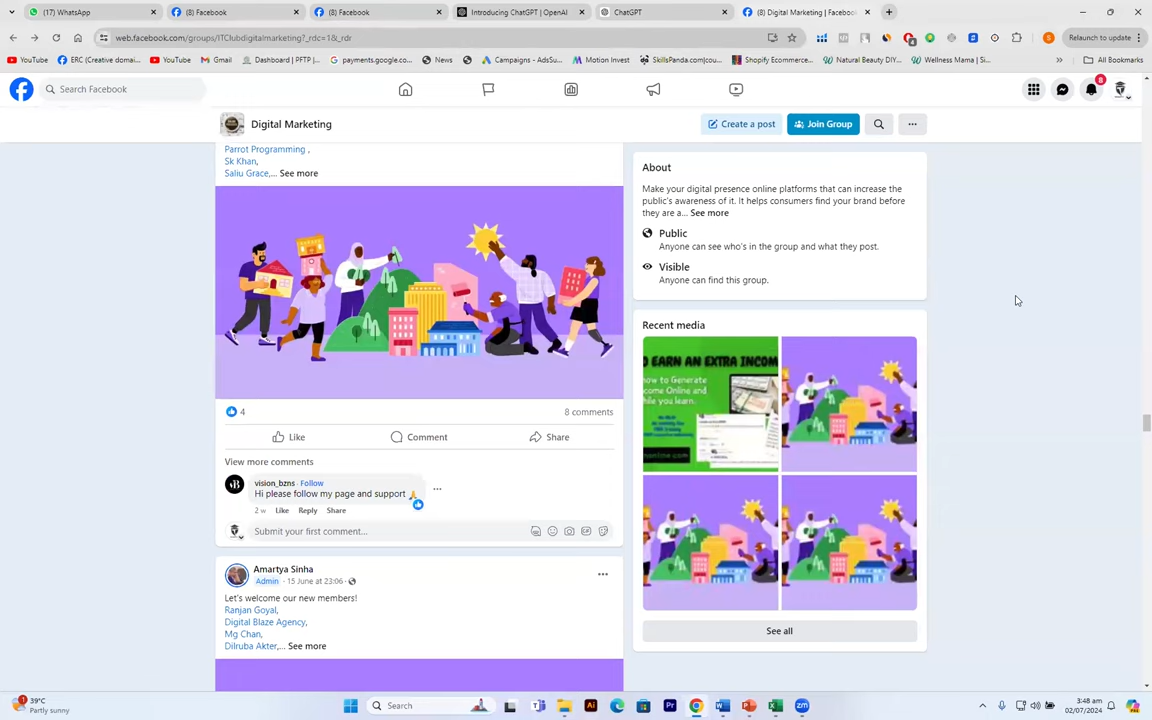 (17) WhatsApp
(8) Facebook
(8) Facebook
Introducing ChatGPT | OpenAI
ChatGPT
(8) Digital Marketing | Facebook
web.facebook.com/groups/ITClubdigitalmarketing?_rdc=1&_rdr
Relaunch to update
YouTube
ERC (Creative domai...
YouTube
Gmail
Dashboard | PFTP |...
payments.google.co...
News
Campaigns - AdsSu...
Motion Invest
SkillsPanda.com(cou...
Shopify Ecommerce...
Natural Beauty DIY...
Wellness Mama | Si...
All Bookmarks
Search Facebook
8
Digital Marketing
Create a post
Join Group
Parrot Programming ,
Sk Khan,
Saliu Grace,... See more
4
8 comments
Like
Comment
Share
View more comments
vision_bzns · Follow
Hi please follow my page and support
2 w Like Reply Share
Submit your first comment...
Amartya Sinha
Admin · 15 June at 23:06
Let's welcome our new members!
Ranjan Goyal,
Digital Blaze Agency,
Mg Chan,
Dilruba Akter,... See more
About
Make your digital presence online platforms that can increase the
public's awareness of it. It helps consumers find your brand before
they are a... See more
Public
Anyone can see who's in the group and what they post.
Visible
Anyone can find this group.
Recent media
O EARN AN EXTRA INCOM
how to Generate
come Online and
hile you learn.
See all
39°C
Partly sunny
Search
3:48 am
02/07/2024